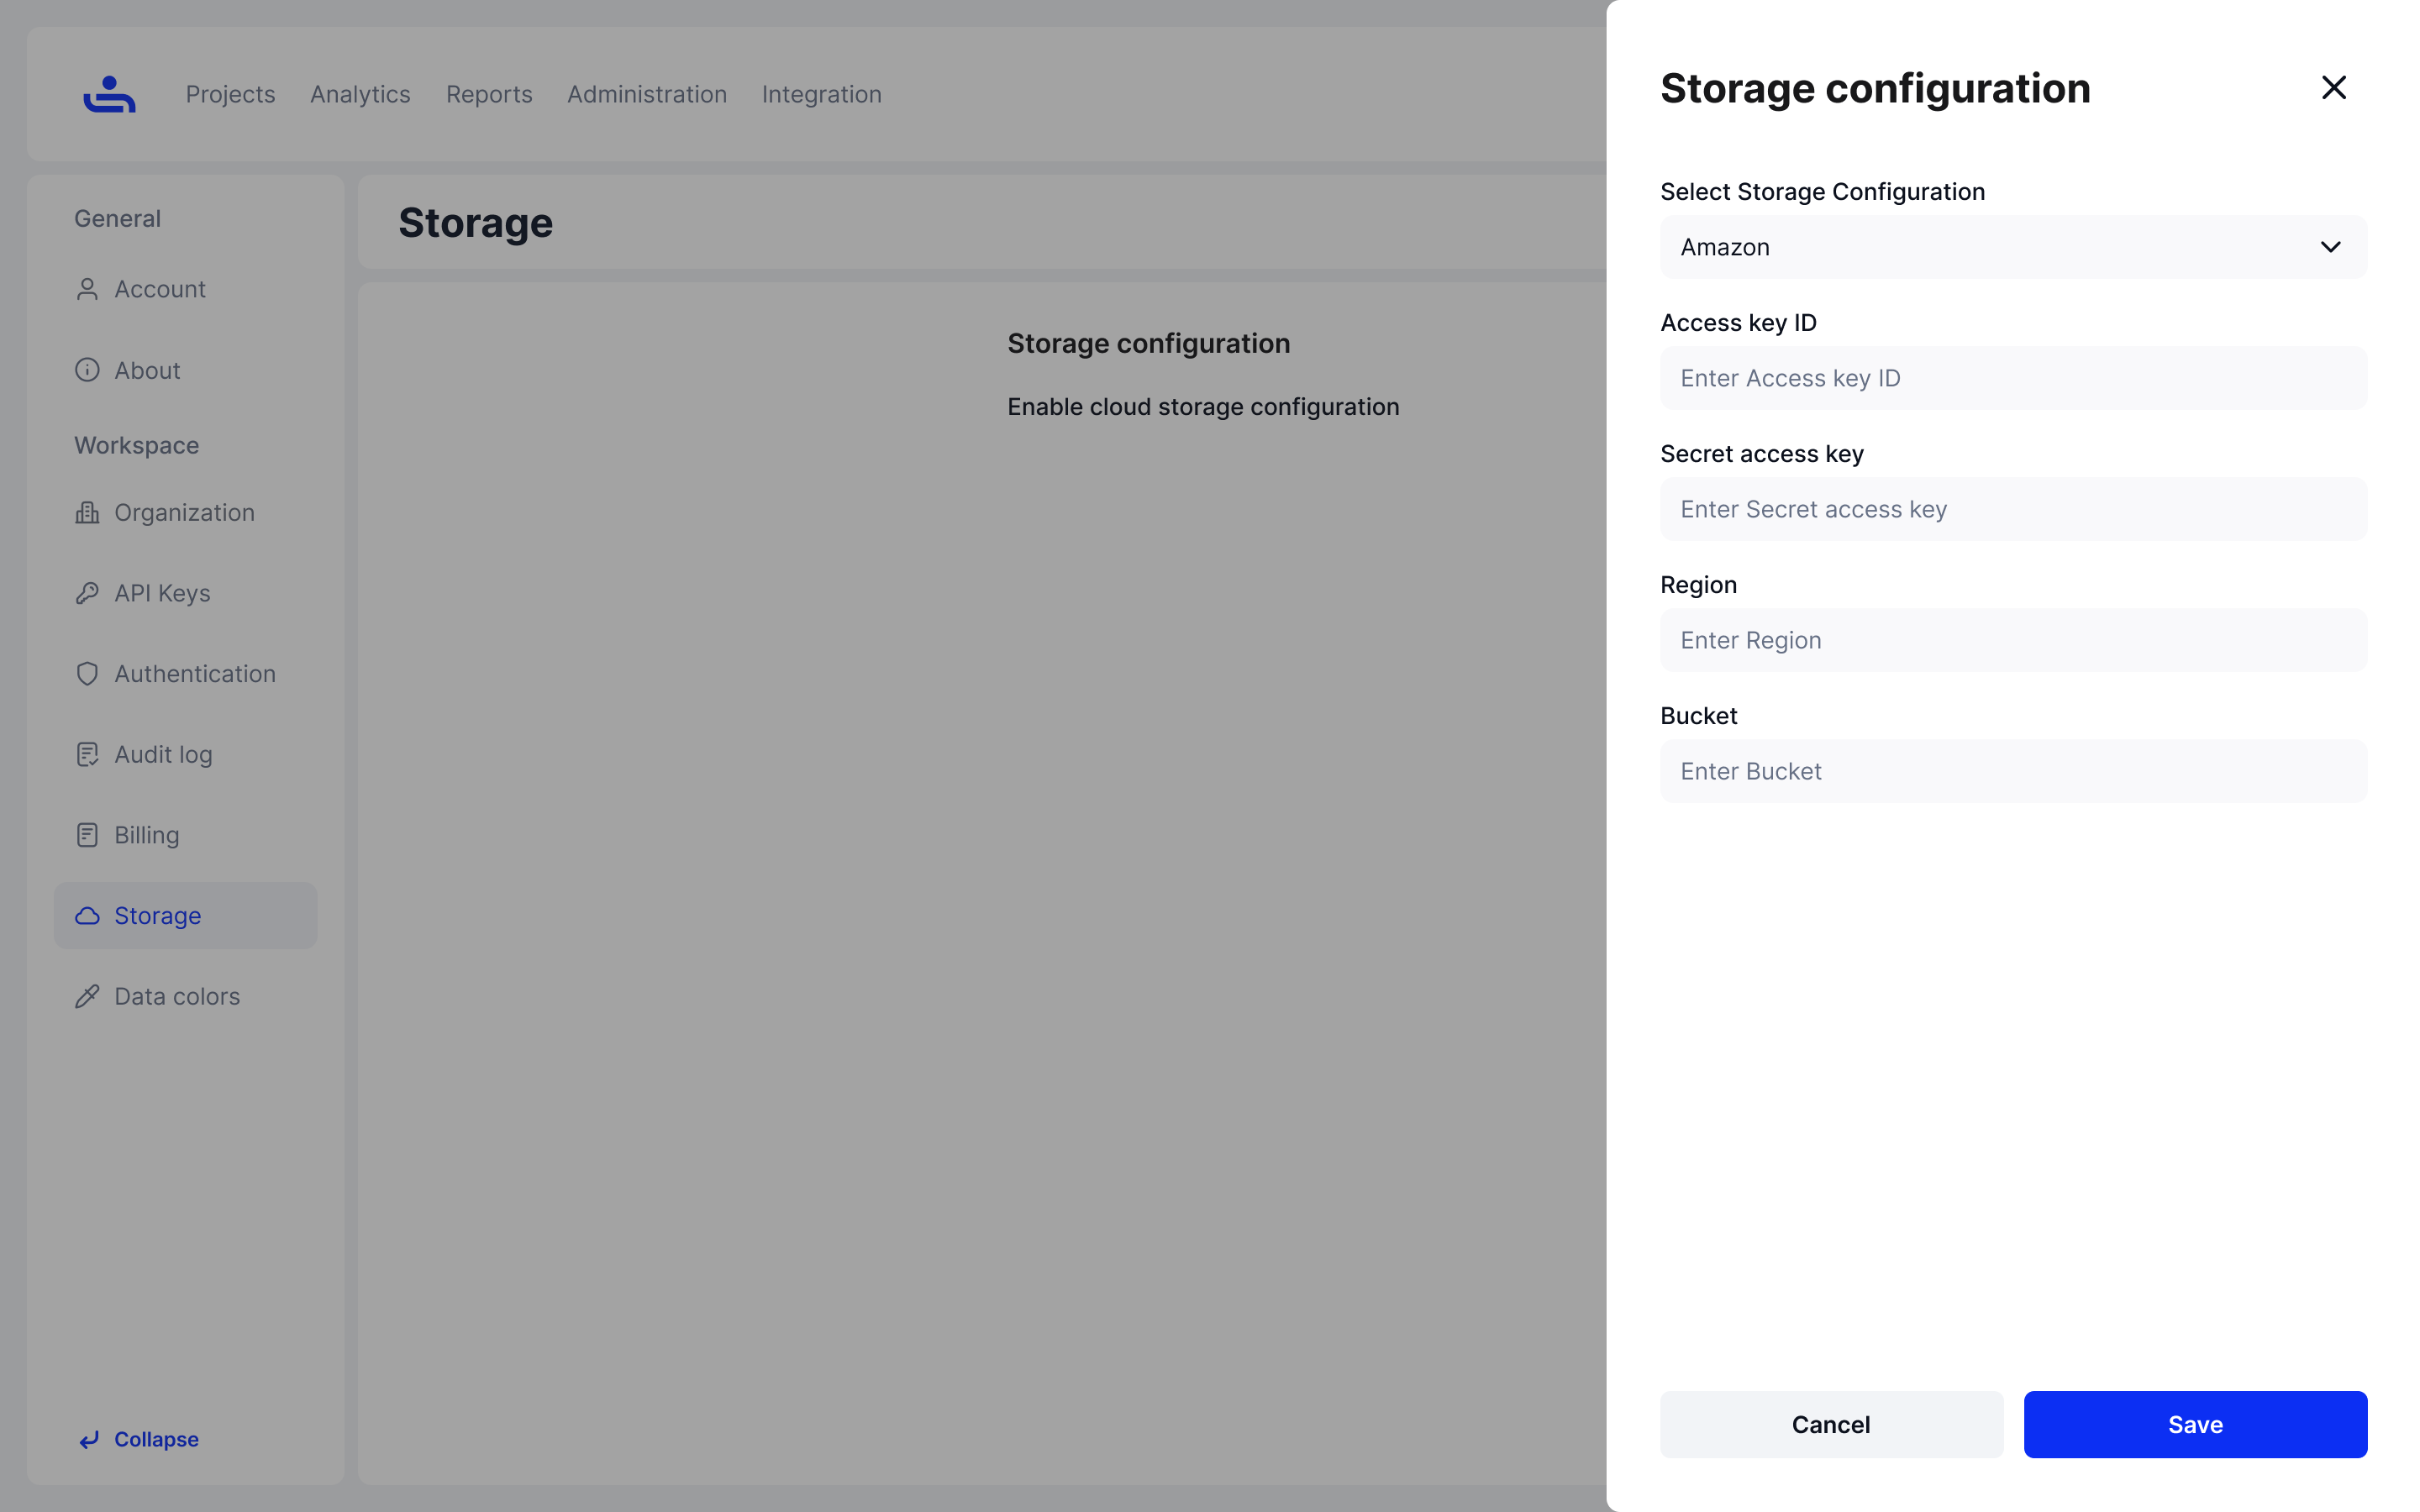 Projects
Analytics
Reports
Administration
Integration
General
Account
About
Workspace
Organization
API Keys
Authentication
Audit log
Billing
Storage
Data colors
Collapse
Storage
Storage configuration
Enable cloud storage configuration
Storage configuration
Select Storage Configuration
Amazon
Access key ID
Enter Access key ID
Secret access key
Enter Secret access key
Region
Enter Region
Bucket
Enter Bucket
Cancel
Save